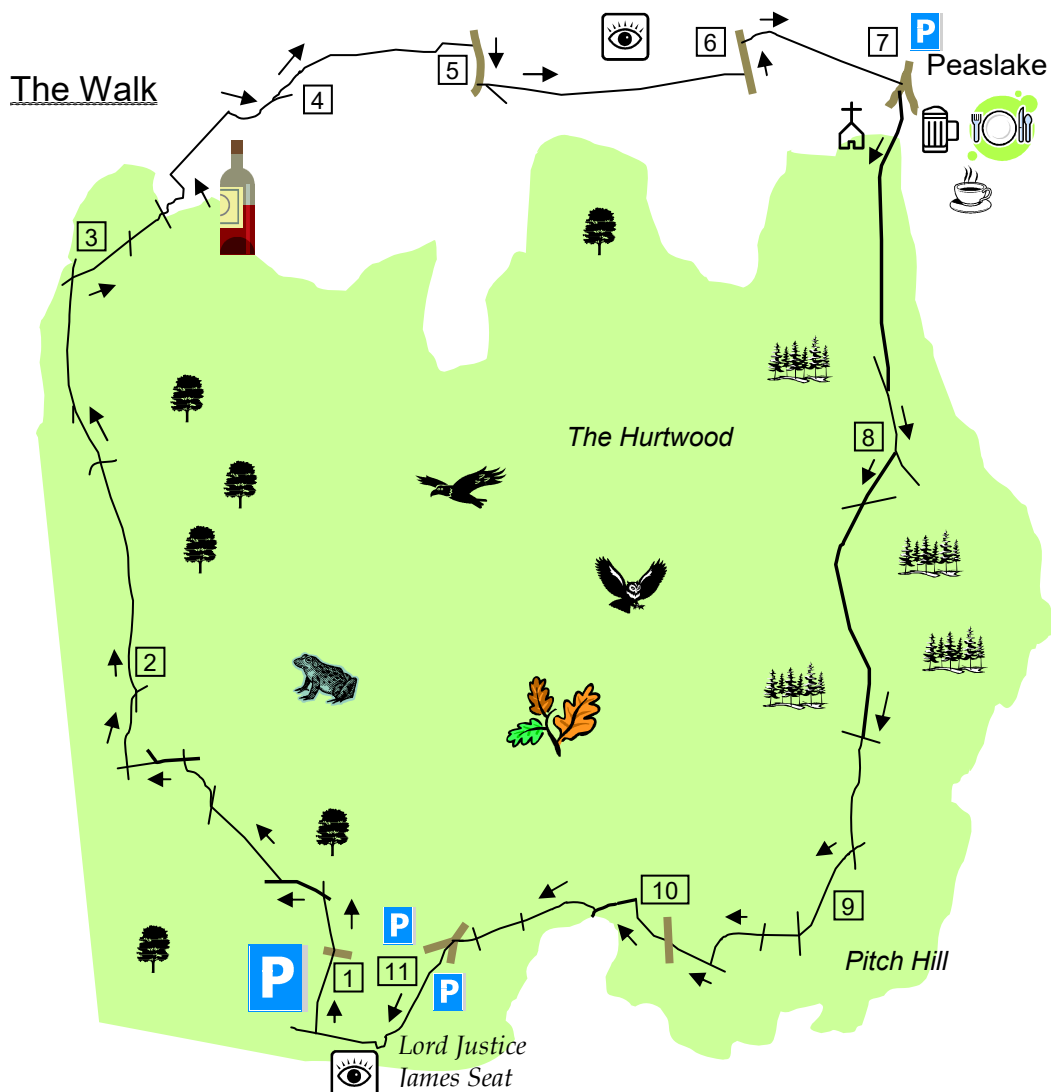 The Walk
6
7
P
5
Peaslake
4
3
The Hurtwood
8
2
10
9
P
P
1
11
Pitch Hill
P
Lord Justice
James Seat